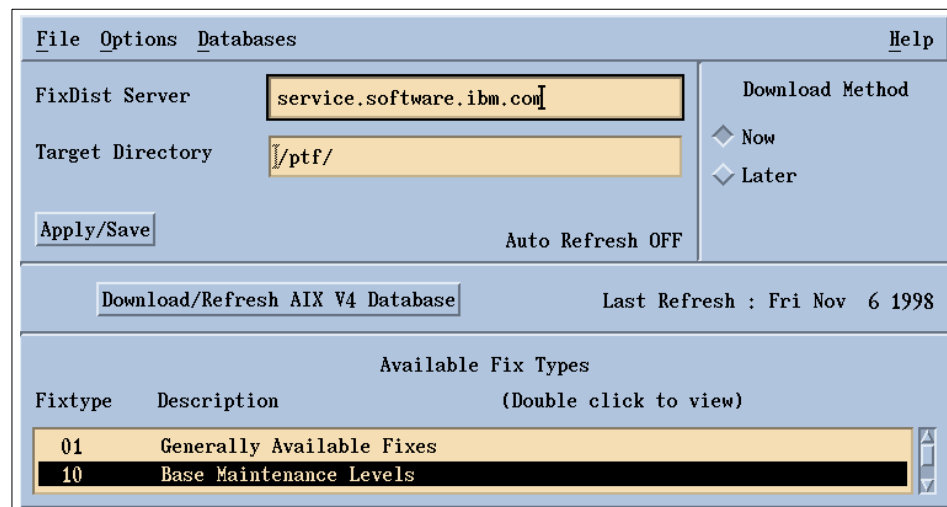 File Options Databases Help
FixDist Server service.software.ibm.com
Download Method
Target Directory /ptf/
Now
Later
Apply/Save
Auto Refresh OFF
Download/Refresh AIX V4 Database Last Refresh : Fri Nov 6 1998
Available Fix Types
Fixtype Description (Double click to view)
01 Generally Available Fixes
10 Base Maintenance Levels